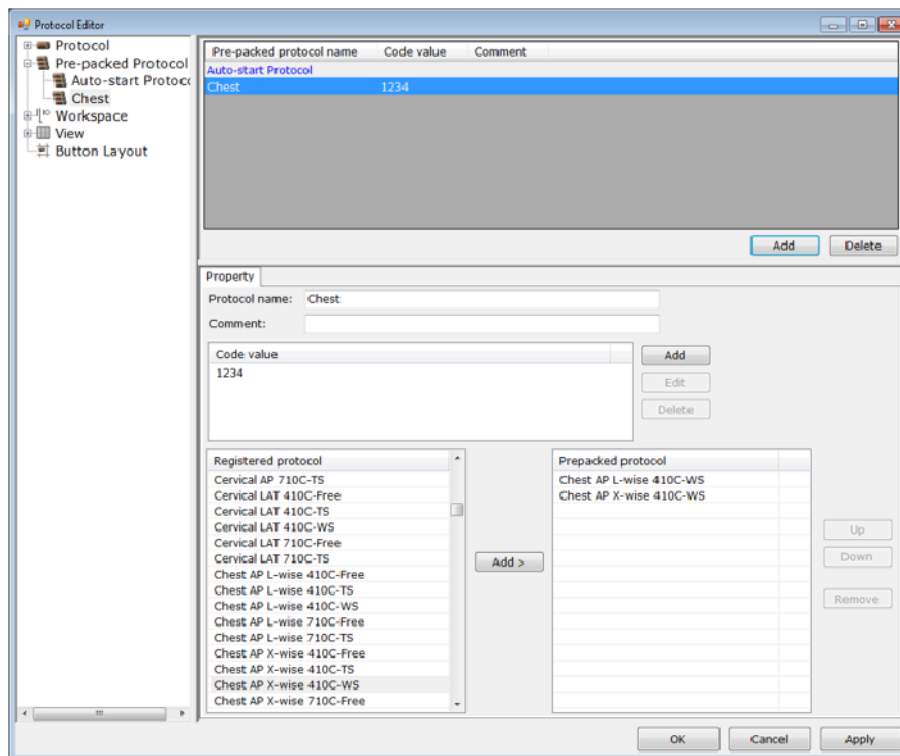 Protocol Editor
Protocol
Pre-packed Protocol
Auto-start Protoco
Chest
Workspace
View
Button Layout
Pre-packed protocol name Code value Comment
Auto-start Protocol
Chest 1234
Add Delete
Property
Protocol name: Chest
Comment:
Code value
1234
Add
Edit
Delete
Registered protocol
Cervical AP 710C-TS
Cervical LAT 410C-Free
Cervical LAT 410C-TS
Cervical LAT 410C-WS
Cervical LAT 710C-Free
Cervical LAT 710C-TS
Chest AP L-wise 410C-Free
Chest AP L-wise 410C-TS
Chest AP L-wise 410C-WS
Chest AP L-wise 710C-Free
Chest AP L-wise 710C-TS
Chest AP X-wise 410C-Free
Chest AP X-wise 410C-TS
Chest AP X-wise 410C-WS
Chest AP X-wise 710C-Free
Add >
Prepacked protocol
Chest AP L-wise 410C-WS
Chest AP X-wise 410C-WS
Up
Down
Remove
OK Cancel Apply